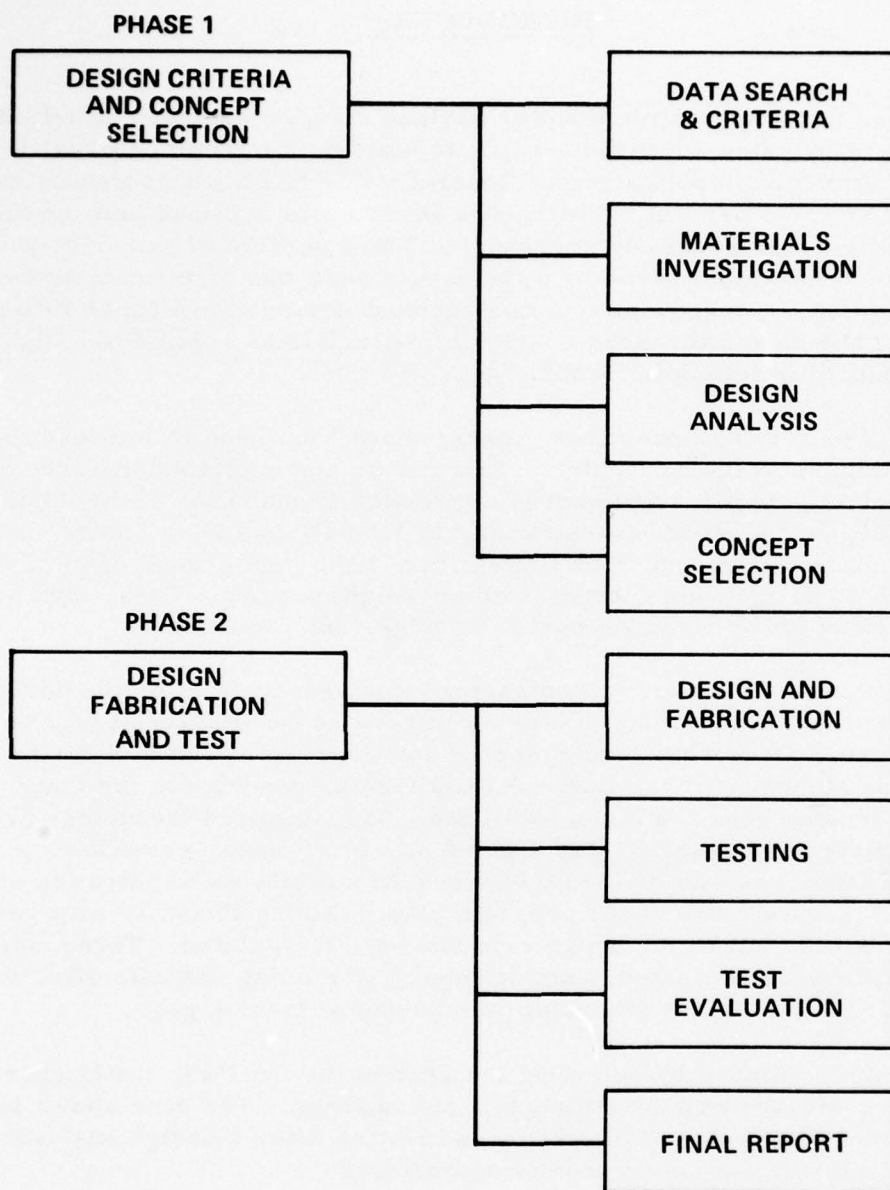 PHASE 1
DESIGN CRITERIA
AND CONCEPT
SELECTION
DATA SEARCH
& CRITERIA
MATERIALS
INVESTIGATION
DESIGN
ANALYSIS
CONCEPT
SELECTION
PHASE 2
DESIGN
FABRICATION
AND TEST
DESIGN AND
FABRICATION
TESTING
TEST
EVALUATION
FINAL REPORT